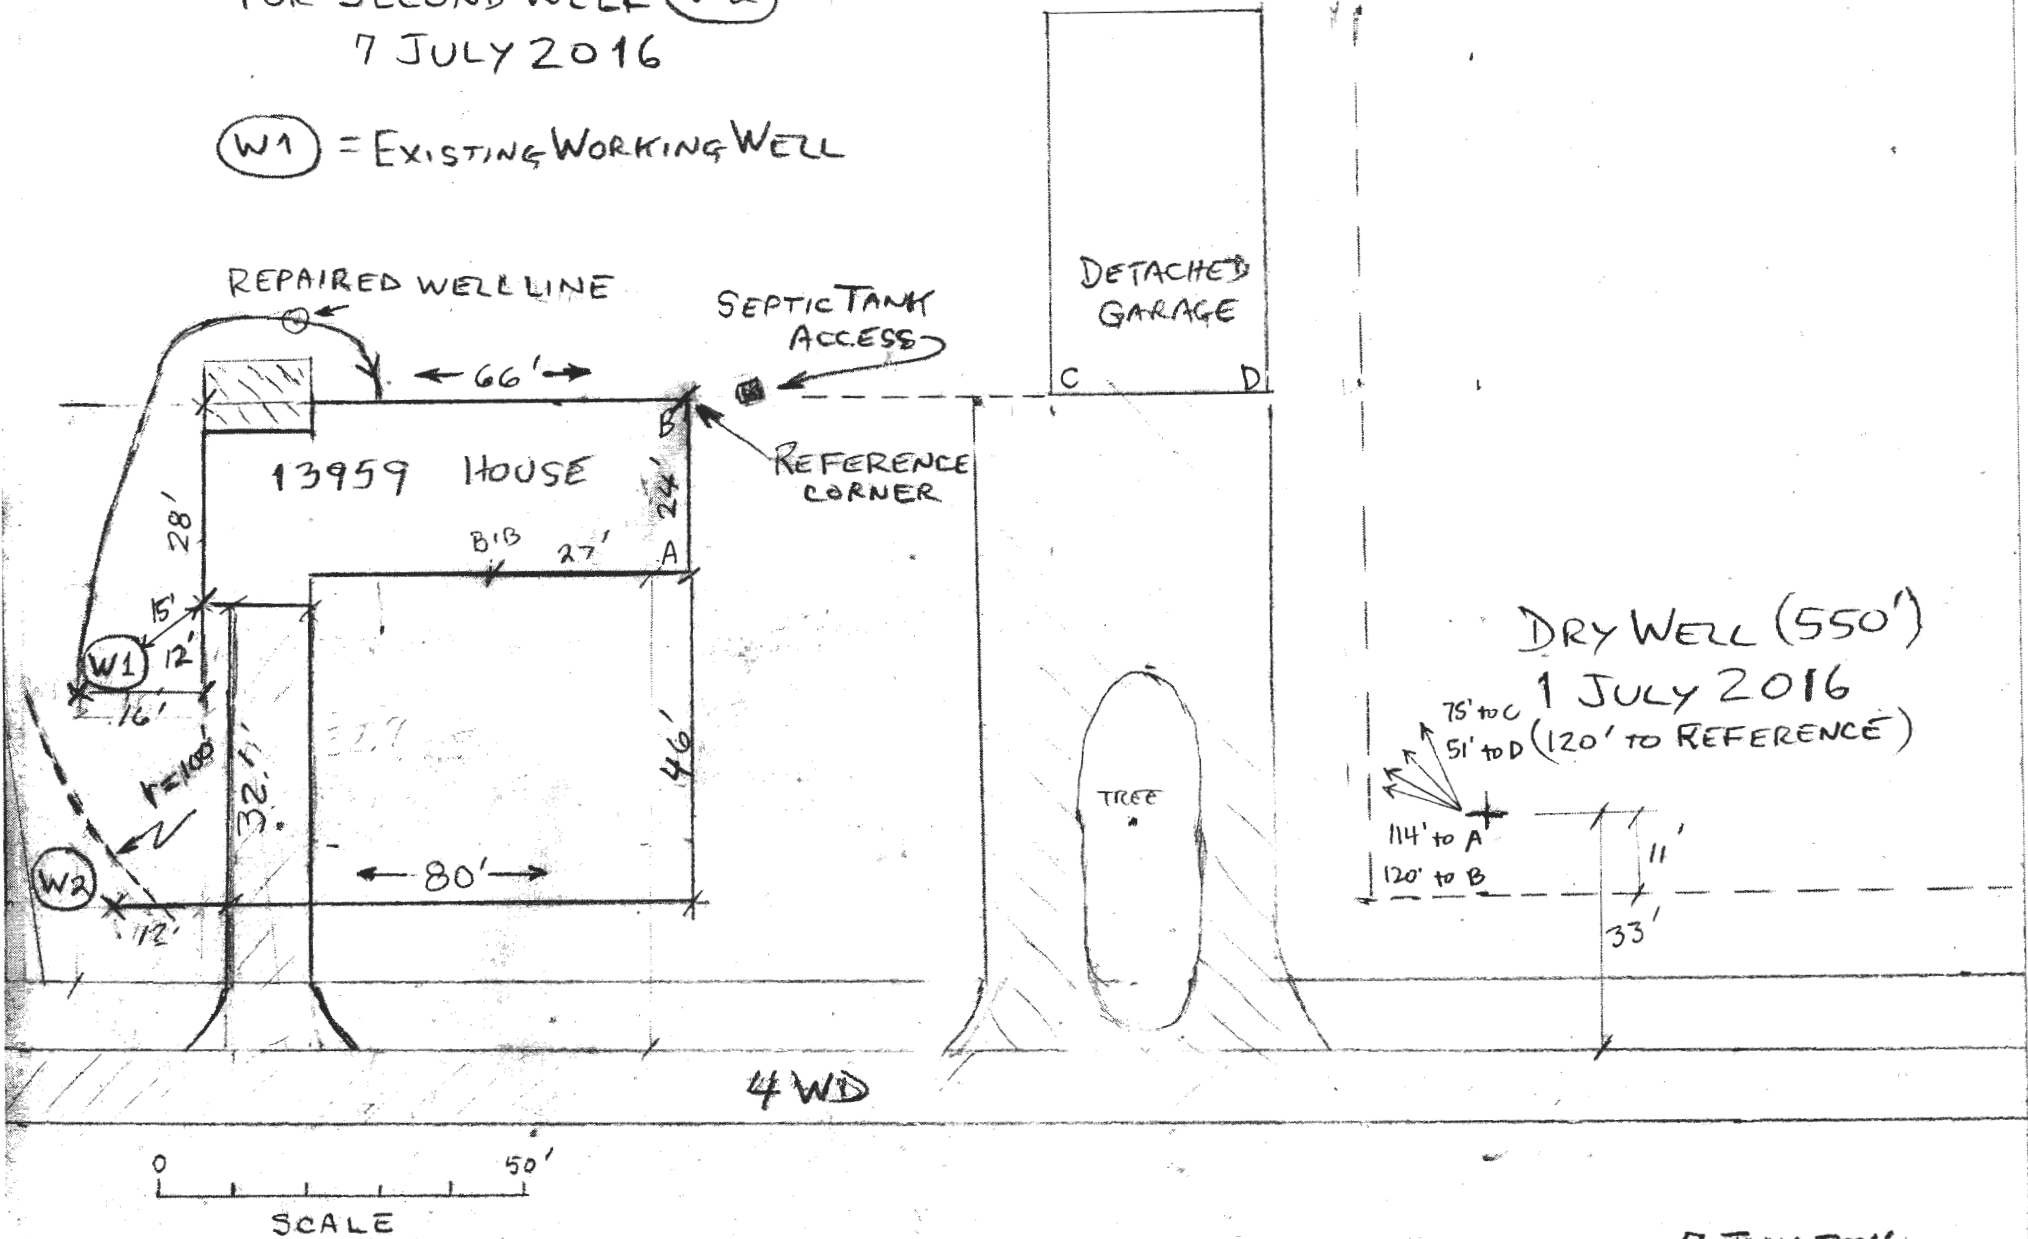 FOR SECOND WELL
7 JULY 2016
W1 = EXISTING WORKING WELL
REPAIRED WELL LINE
SEPTIC TANK
ACCESS
DETACHED
GARAGE
66'
C D
B
13959 HOUSE
24'
REFERENCE
CORNER
28'
BIB
27'
A
15'
W1
12'
16'
r=100'
46'
80'
W2
12'
TREE
DRY WELL (550')
1 JULY 2016
75' to C
51' to D (120' TO REFERENCE)
114' to A
120' to B
11'
33'
4WD
0 50'
SCALE